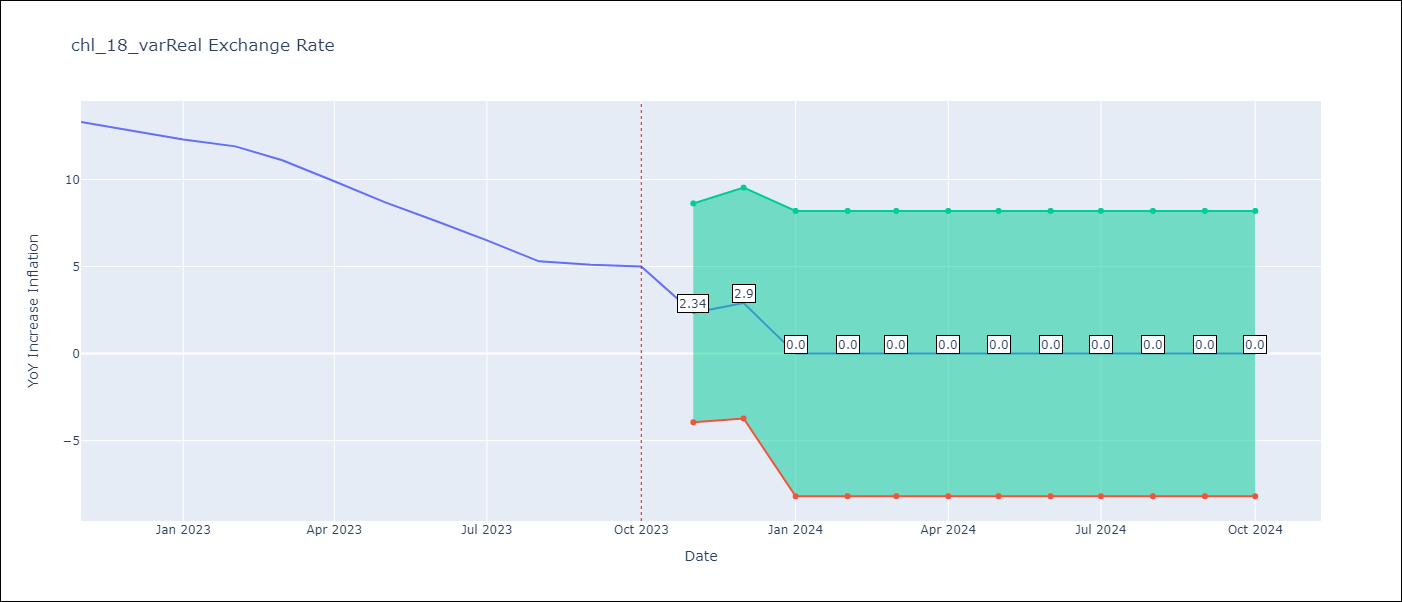 chl_18_varReal Exchange Rate
YoY Increase Inflation
10
5
0
−5
2.34
2.9
0.0
0.0
0.0
0.0
0.0
0.0
0.0
0.0
0.0
0.0
Jan 2023
Apr 2023
Jul 2023
Oct 2023
Jan 2024
Apr 2024
Jul 2024
Oct 2024
Date